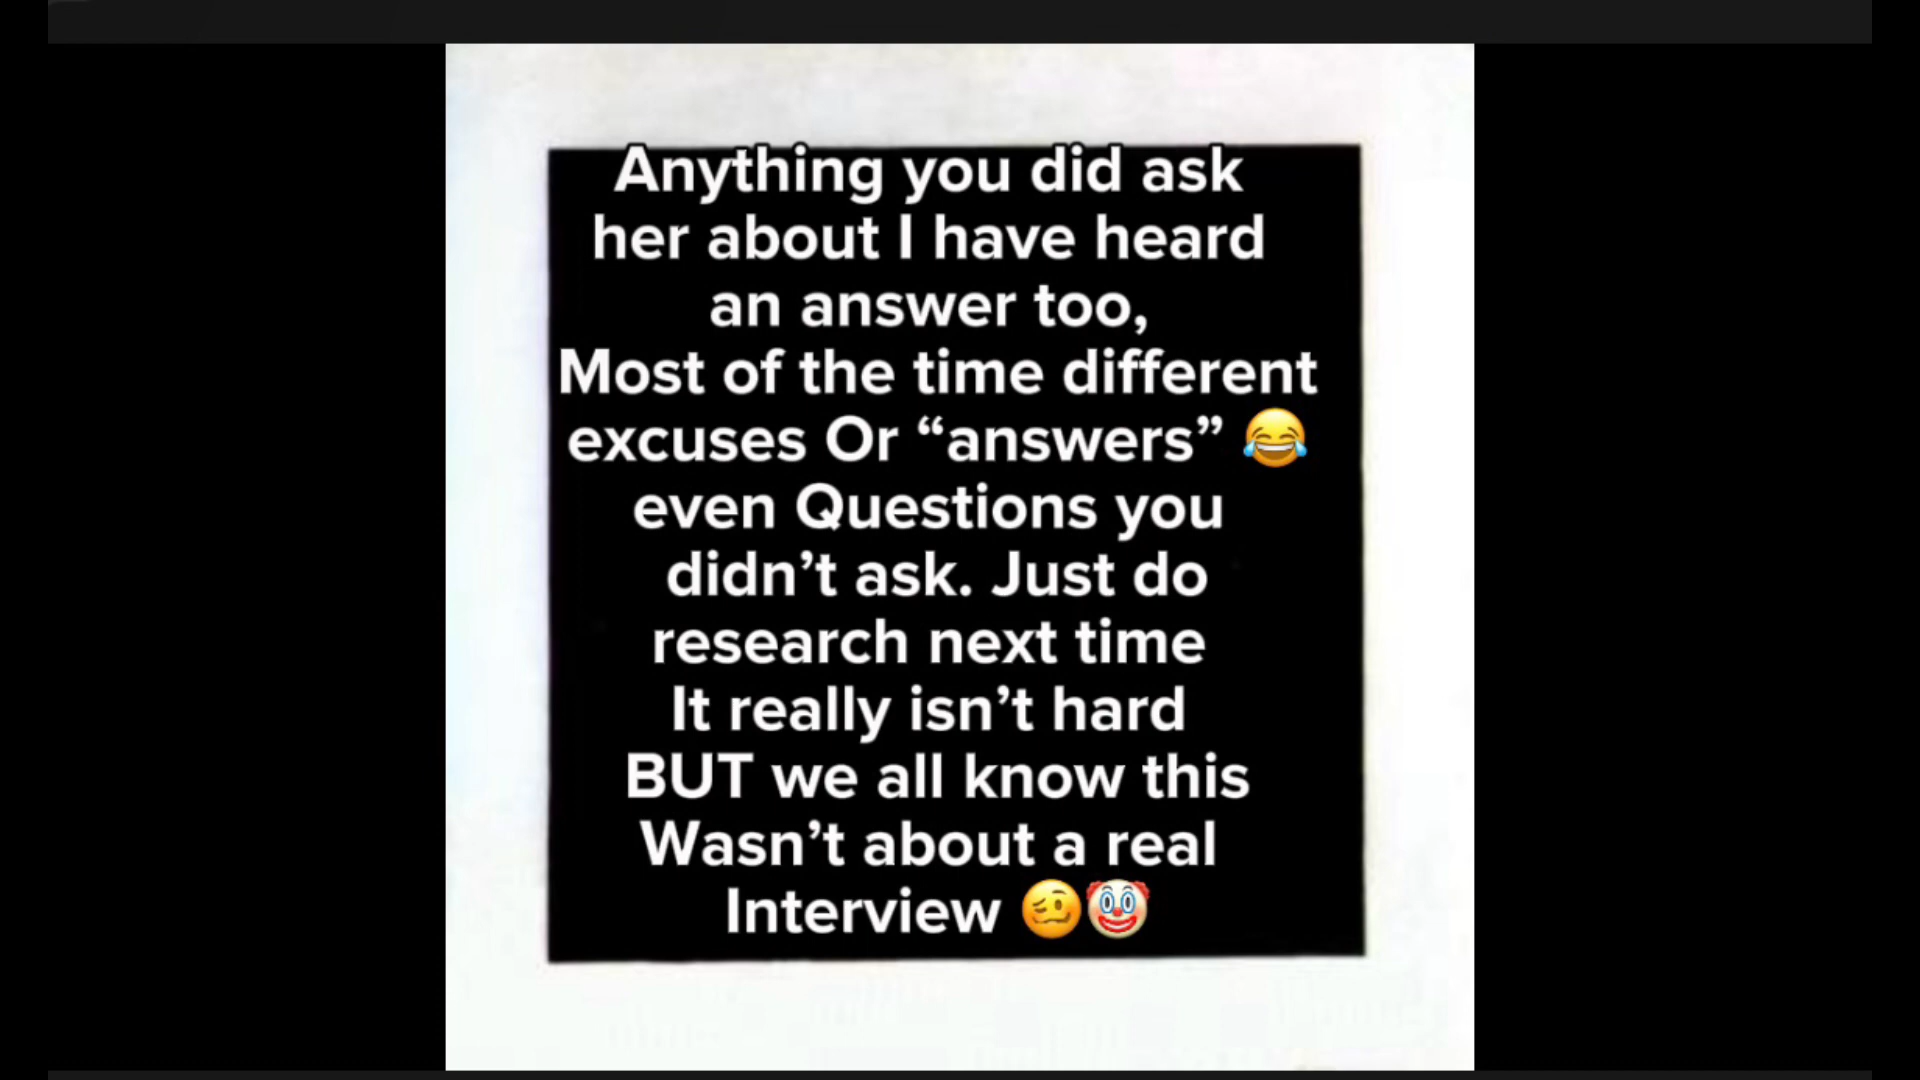 Anything you did ask
her about I have heard
an answer too,
Most of the time different
excuses Or “answers” 😂
even Questions you
didn’t ask. Just do
research next time
It really isn’t hard
BUT we all know this
Wasn’t about a real
Interview 🥴🤡